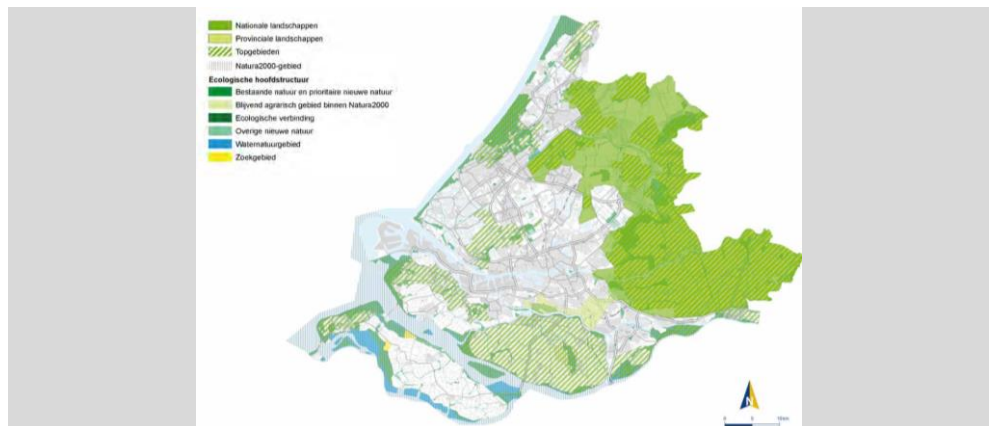 Nationale landschappen
Provinciale landschappen
Topgebieden
Natura2000-gebied
Ecologische hoofdstructuur
Bestaande natuur en prioritaire nieuwe natuur
Blijvend agrarisch gebied binnen Natura2000
Ecologische verbinding
Overige nieuwe natuur
Waternatuurgebied
Zoekgebied
N